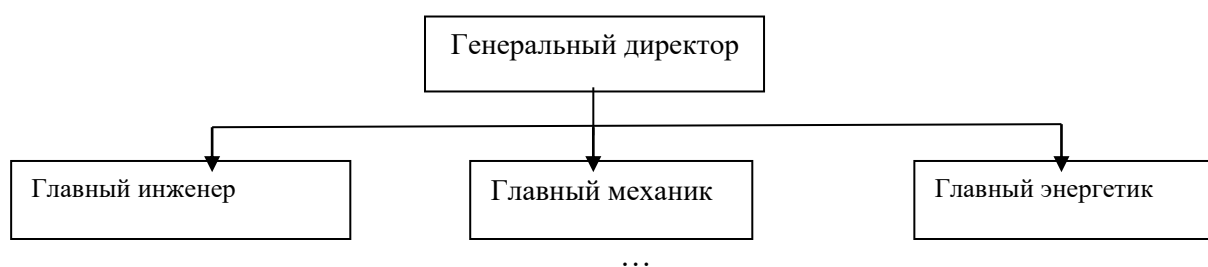 Генеральный директор
Главный инженер
Главный механик
Главный энергетик
…